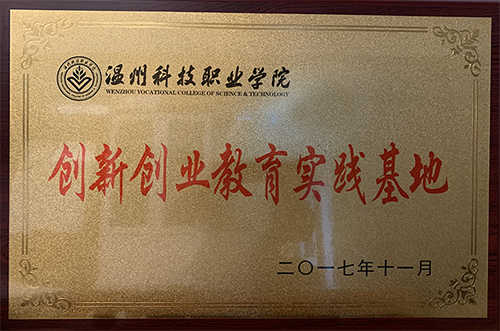 温州科技职业学院
WENZHOU VOCATIONAL COLLEGE OF SCIENCE & TECHNOLOGY
创新创业教育实践基地
二〇一七年十一月